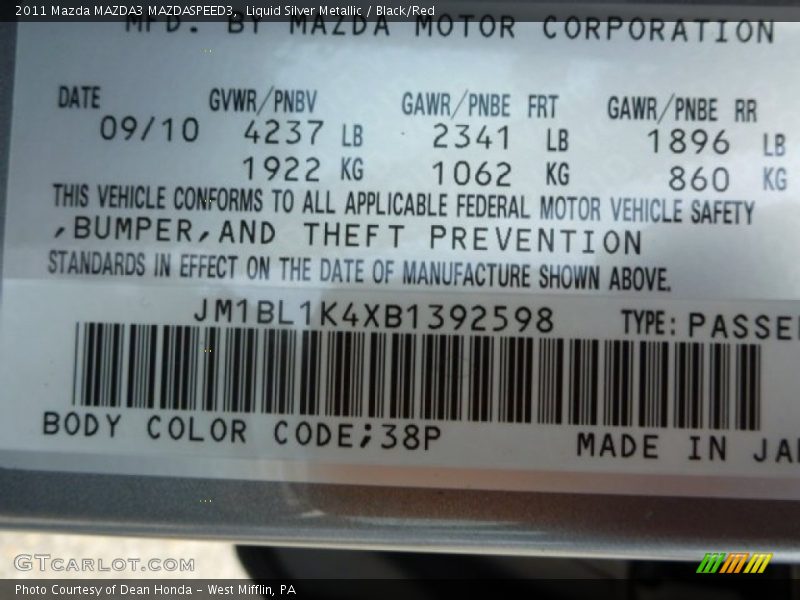 2011 Mazda MAZDA3 MAZDASPEED3,  Liquid Silver Metallic / Black/Red
MFD. BY MAZDA MOTOR CORPORATION
DATE GVWR/PNBV GAWR/PNBE FRT GAWR/PNBE RR
09/10 4237 LB 2341 LB 1896 LB
1922 KG 1062 KG 860 KG
THIS VEHICLE CONFORMS TO ALL APPLICABLE FEDERAL MOTOR VEHICLE SAFETY
,BUMPER,AND THEFT PREVENTION
STANDARDS IN EFFECT ON THE DATE OF MANUFACTURE SHOWN ABOVE.
JM1BL1K4XB1392598 TYPE: PASSE
BODY COLOR CODE;38P MADE IN JA
GTCARLOT.COM
Photo Courtesy of Dean Honda - West Mifflin, PA